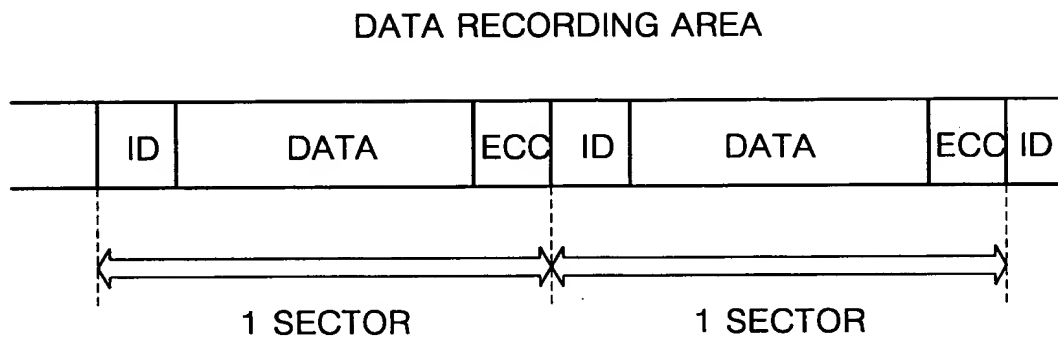 DATA RECORDING AREA
ID DATA ECC ID DATA ECC ID
1 SECTOR 1 SECTOR